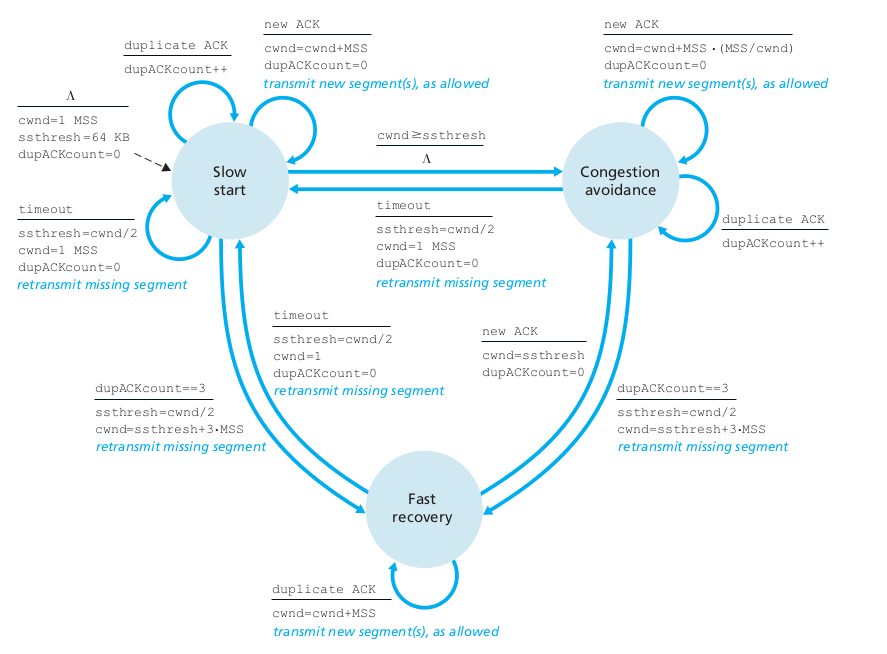 new ACK
cwnd=cwnd+MSS
dupACKcount=0
transmit new segment(s), as allowed
new ACK
cwnd=cwnd+MSS·(MSS/cwnd)
dupACKcount=0
transmit new segment(s), as allowed
duplicate ACK
dupACKcount++
Λ
cwnd=1 MSS
ssthresh=64 KB
dupACKcount=0
cwnd≥ssthresh
Λ
Slow
start
Congestion
avoidance
timeout
ssthresh=cwnd/2
cwnd=1 MSS
dupACKcount=0
retransmit missing segment
timeout
ssthresh=cwnd/2
cwnd=1 MSS
dupACKcount=0
retransmit missing segment
duplicate ACK
dupACKcount++
timeout
ssthresh=cwnd/2
cwnd=1
dupACKcount=0
retransmit missing segment
new ACK
cwnd=ssthresh
dupACKcount=0
dupACKcount==3
ssthresh=cwnd/2
cwnd=ssthresh+3·MSS
retransmit missing segment
dupACKcount==3
ssthresh=cwnd/2
cwnd=ssthresh+3·MSS
retransmit missing segment
Fast
recovery
duplicate ACK
cwnd=cwnd+MSS
transmit new segment(s), as allowed